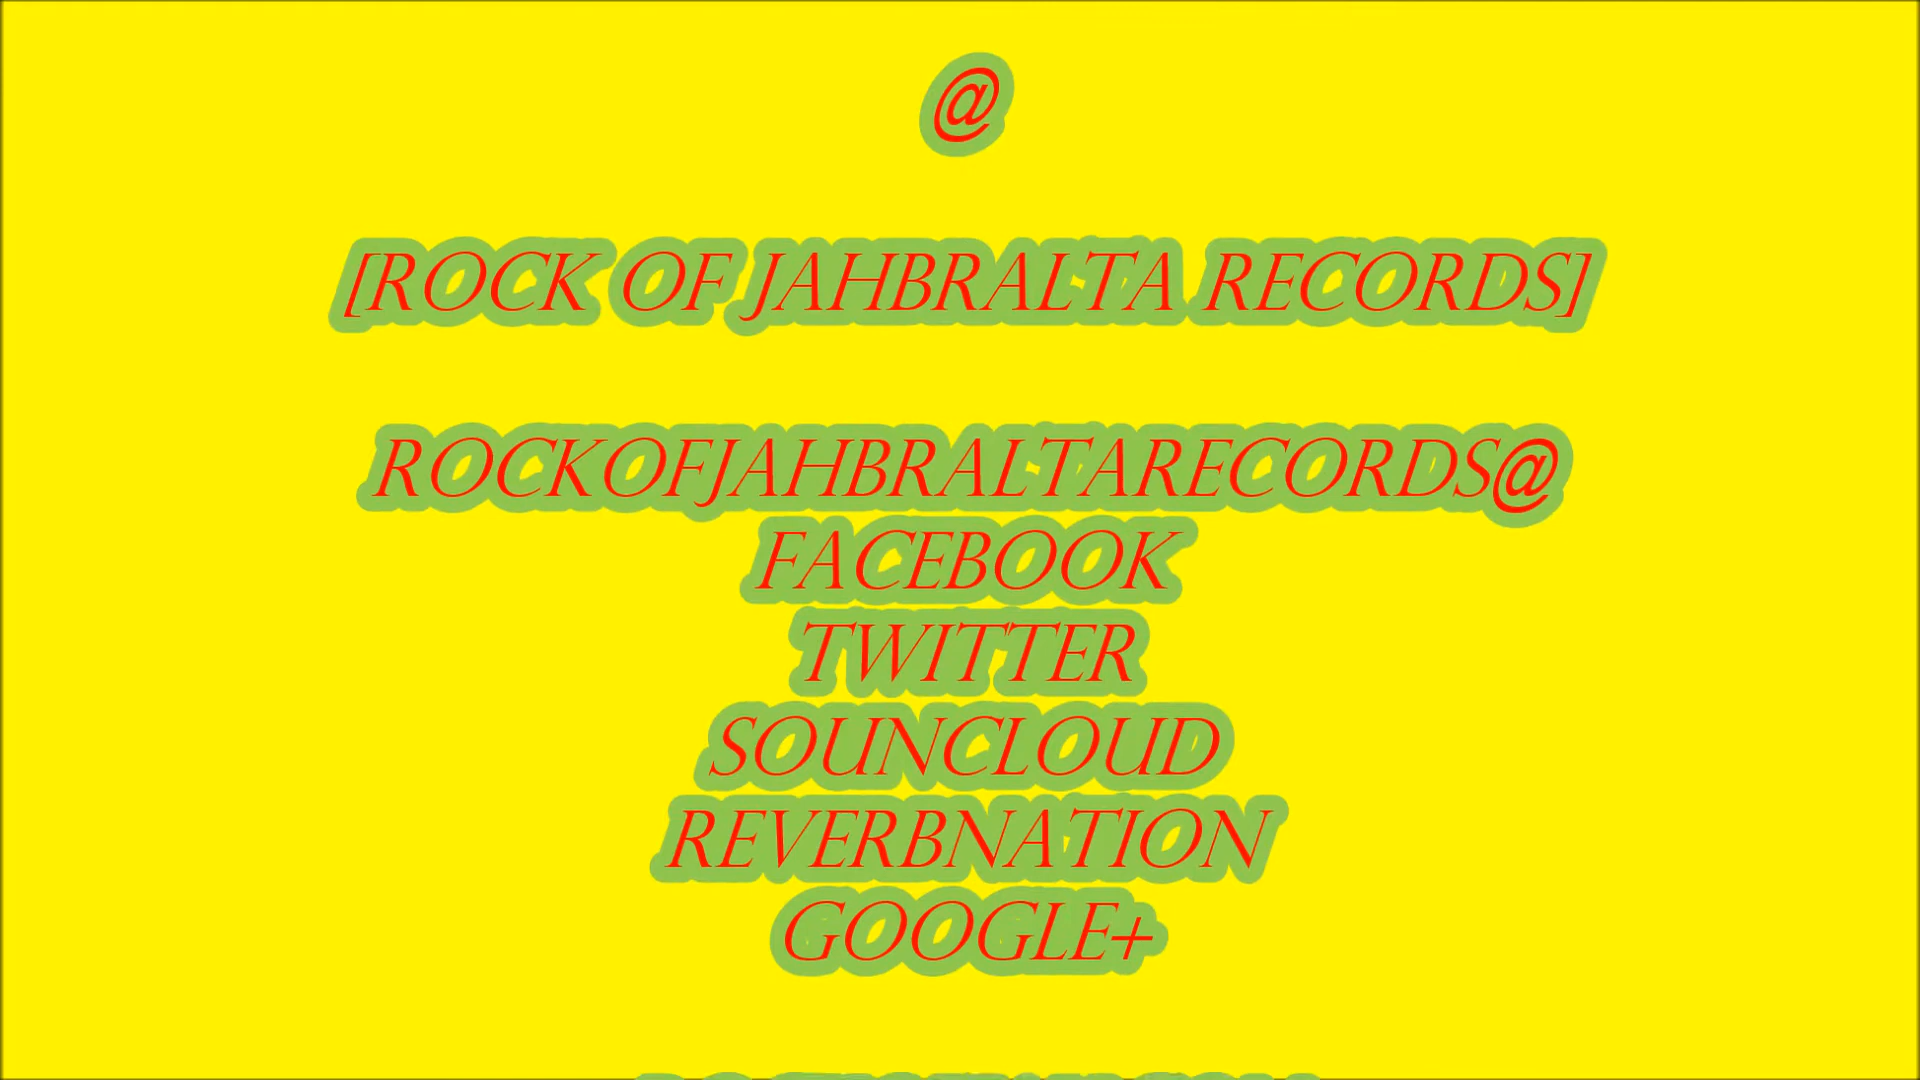 @
[ROCK OF JAHBRALTA RECORDS]
ROCKOFJAHBRALTARECORDS@
FACEBOOK
TWITTER
SOUNCLOUD
REVERBNATION
GOOGLE+